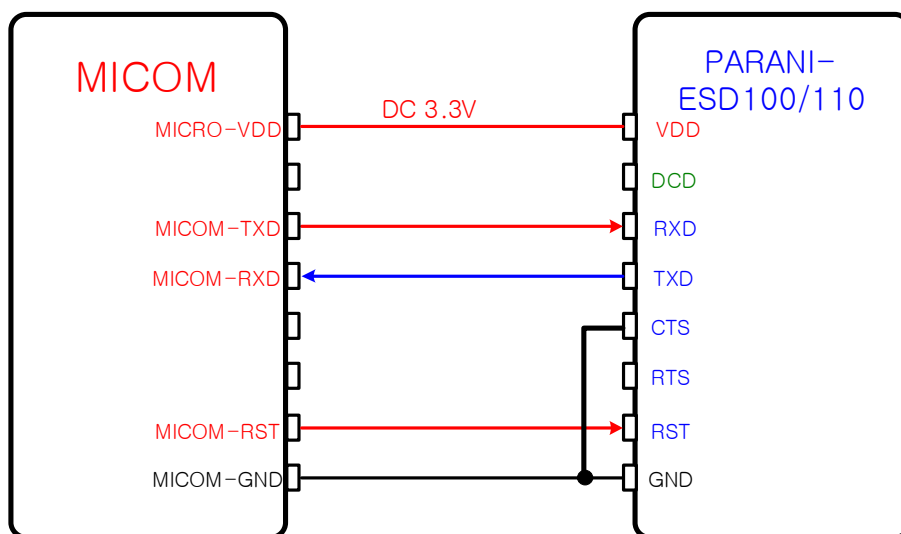 MICOM
PARANI-
ESD100/110
DC 3.3V
MICRO-VDD
VDD
DCD
MICOM-TXD
RXD
MICOM-RXD
TXD
CTS
RTS
MICOM-RST
RST
MICOM-GND
GND